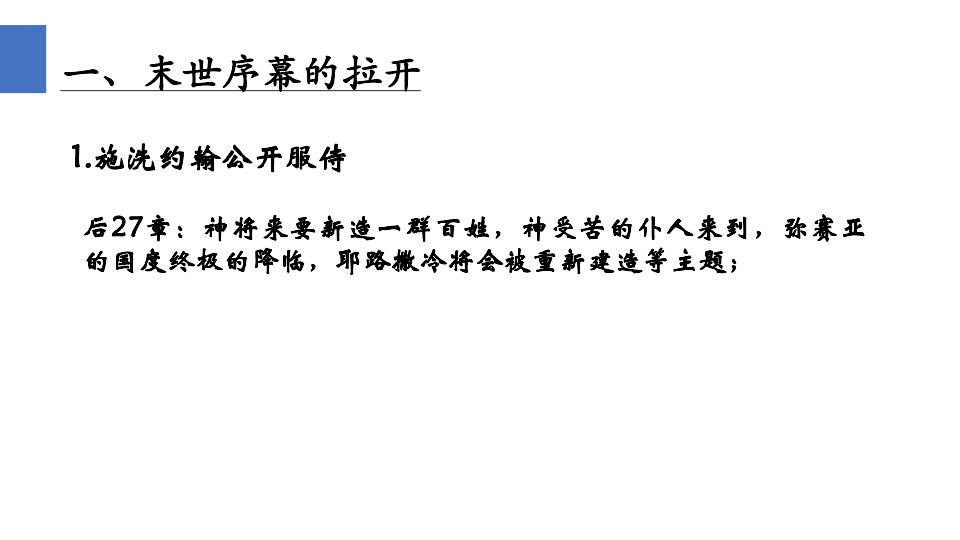 一、末世序幕的拉开
1.施洗约翰公开服侍
后27章：神将来要新造一群百姓，神受苦的仆人来到，弥赛亚
的国度终极的降临，耶路撒冷将会被重新建造等主题；